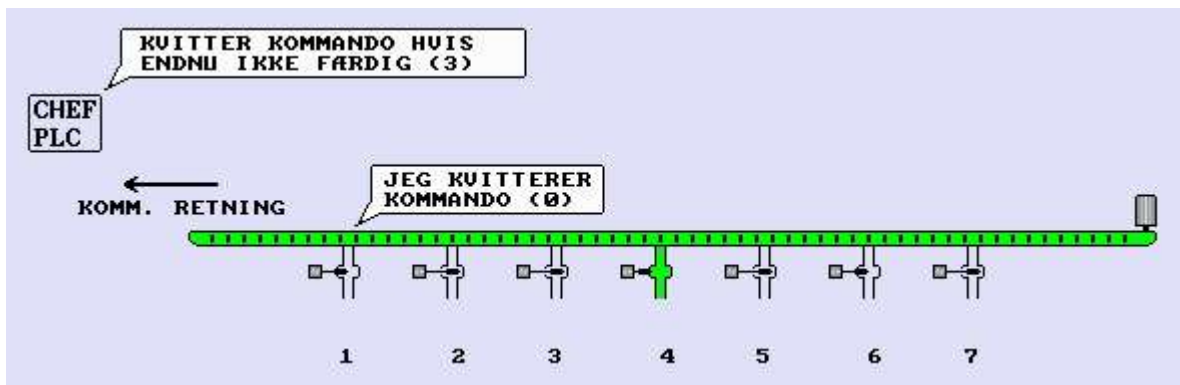 KVITTER KOMMANDO HVIS
ENDNU IKKE FÆRDIG (3)
CHEF
PLC
JEG KVITTERER
KOMMANDO (0)
KOMM. RETNING
1 2 3 4 5 6 7